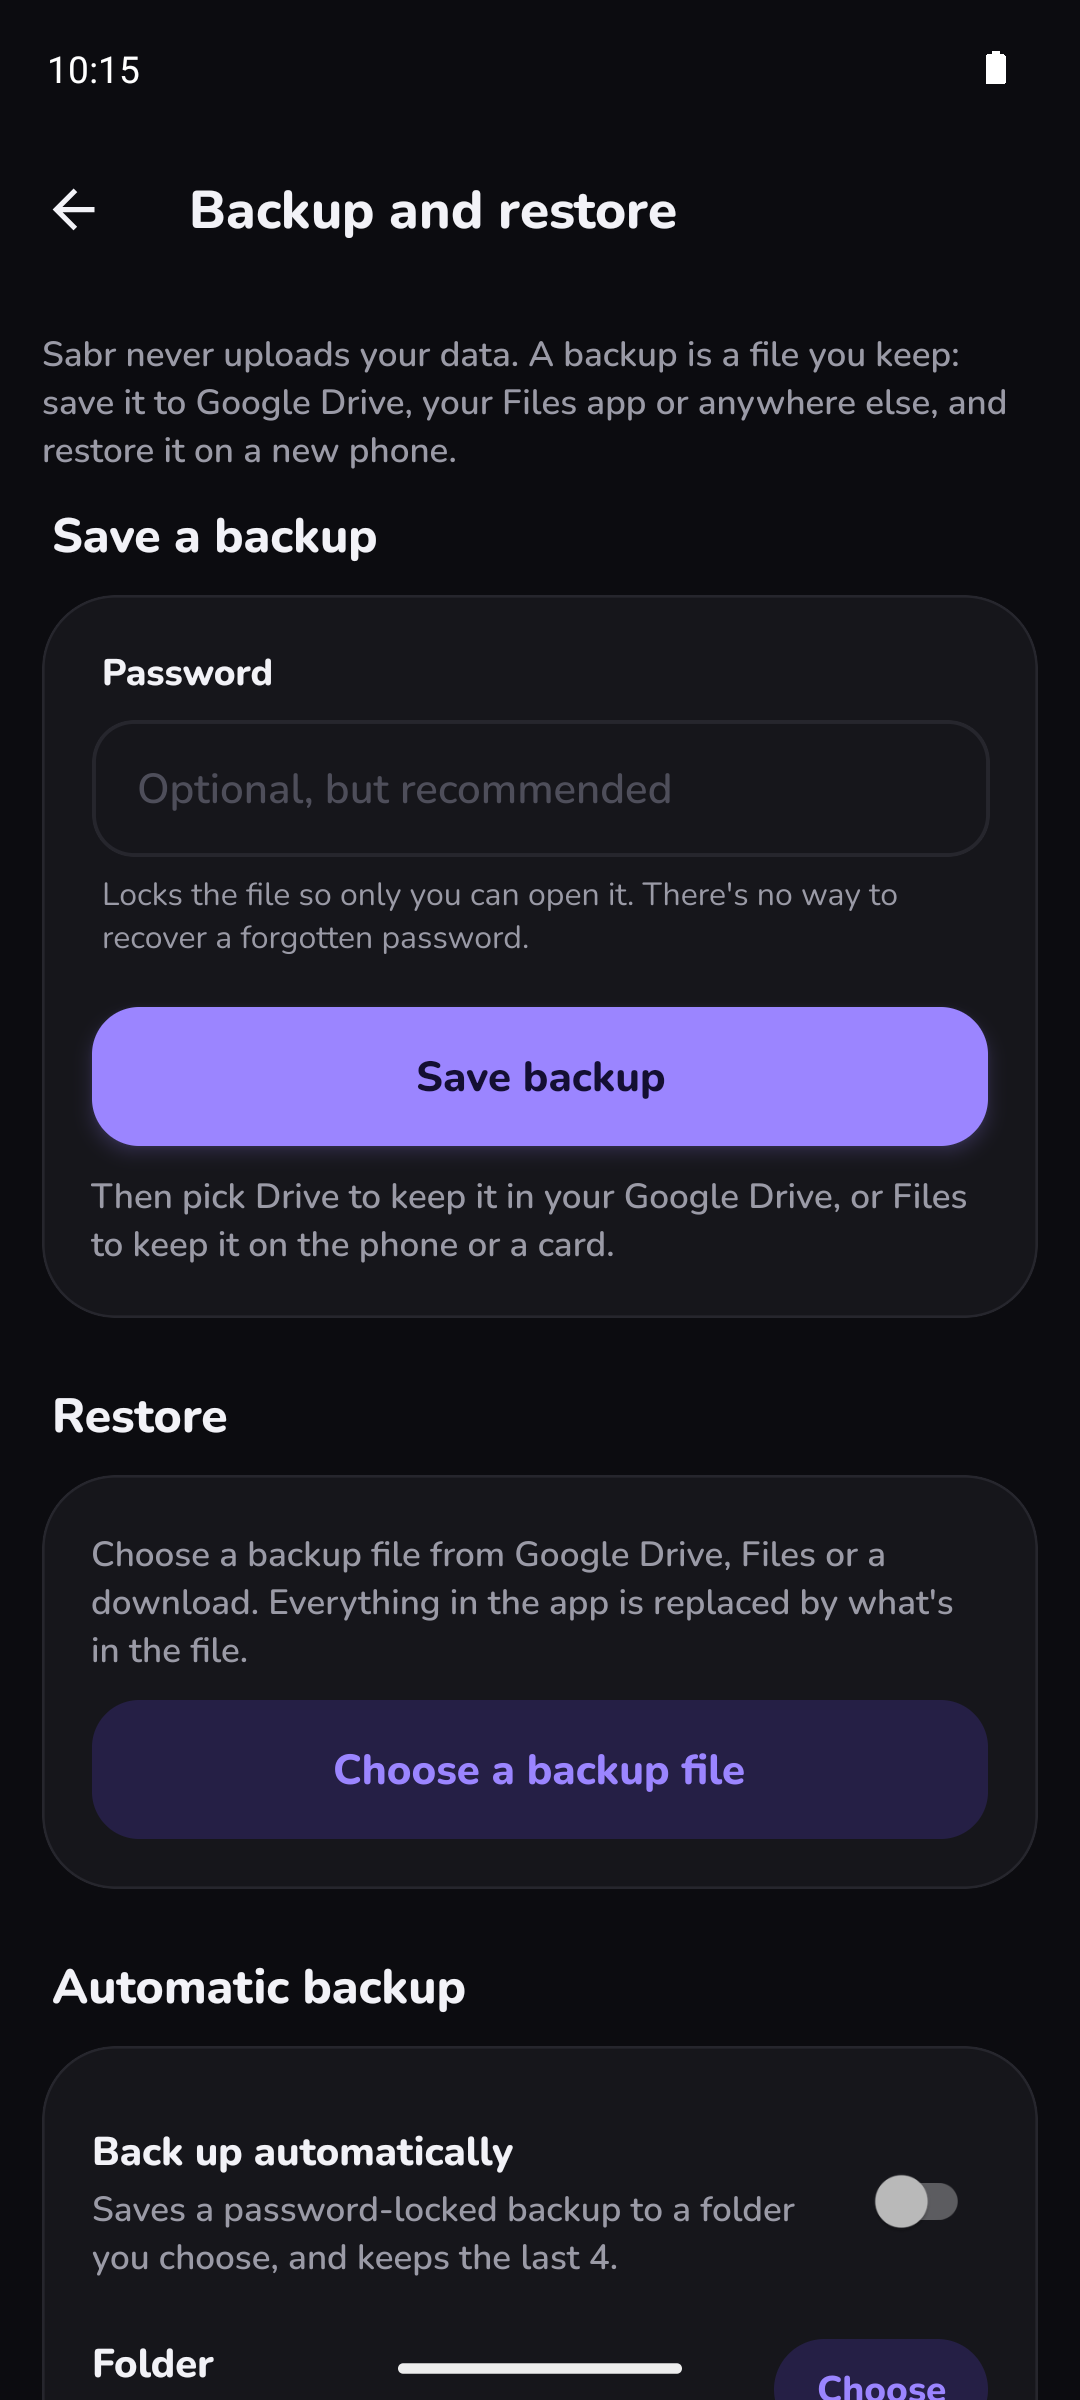 10:15
Backup and restore
Sabr never uploads your data. A backup is a file you keep:
save it to Google Drive, your Files app or anywhere else, and
restore it on a new phone.
Save a backup
Password
Optional, but recommended
Locks the file so only you can open it. There's no way to
recover a forgotten password.
Save backup
Then pick Drive to keep it in your Google Drive, or Files
to keep it on the phone or a card.
Restore
Choose a backup file from Google Drive, Files or a
download. Everything in the app is replaced by what's
in the file.
Choose a backup file
Automatic backup
Back up automatically
Saves a password-locked backup to a folder
you choose, and keeps the last 4.
Folder
Choose